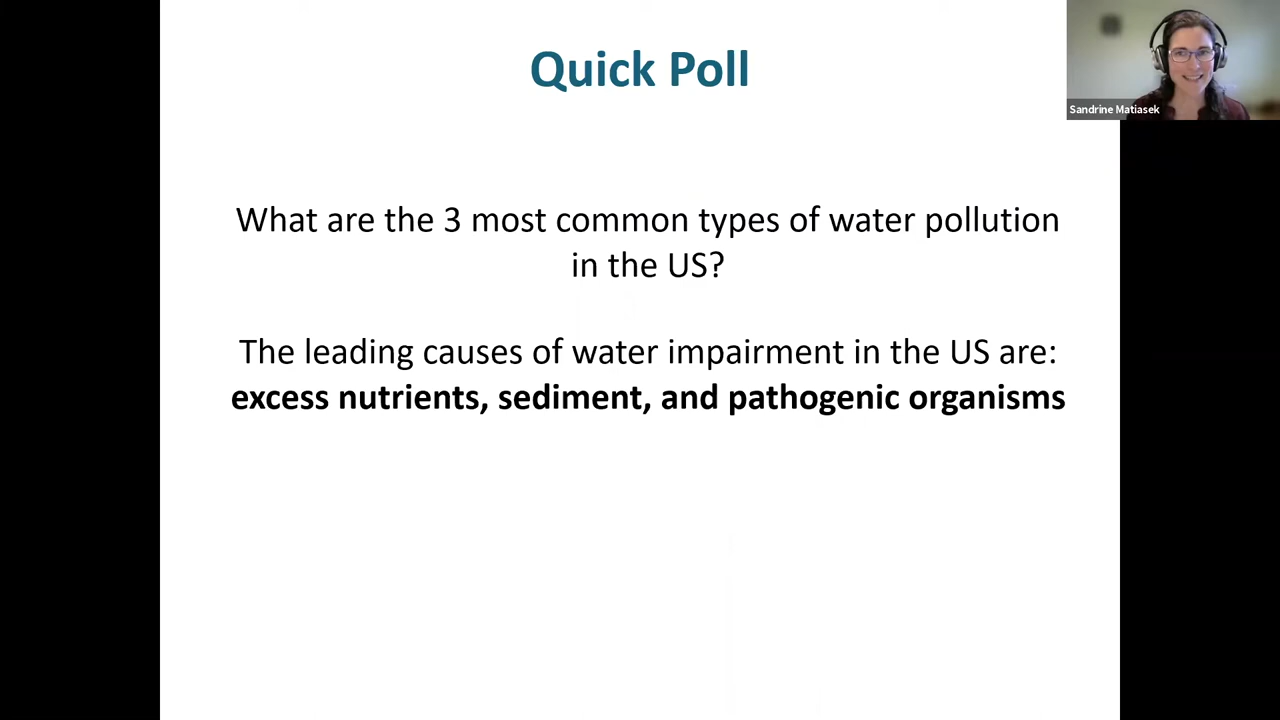 Quick Poll
Sandrine Matiasek
What are the 3 most common types of water pollution
in the US?
The leading causes of water impairment in the US are:
excess nutrients, sediment, and pathogenic organisms